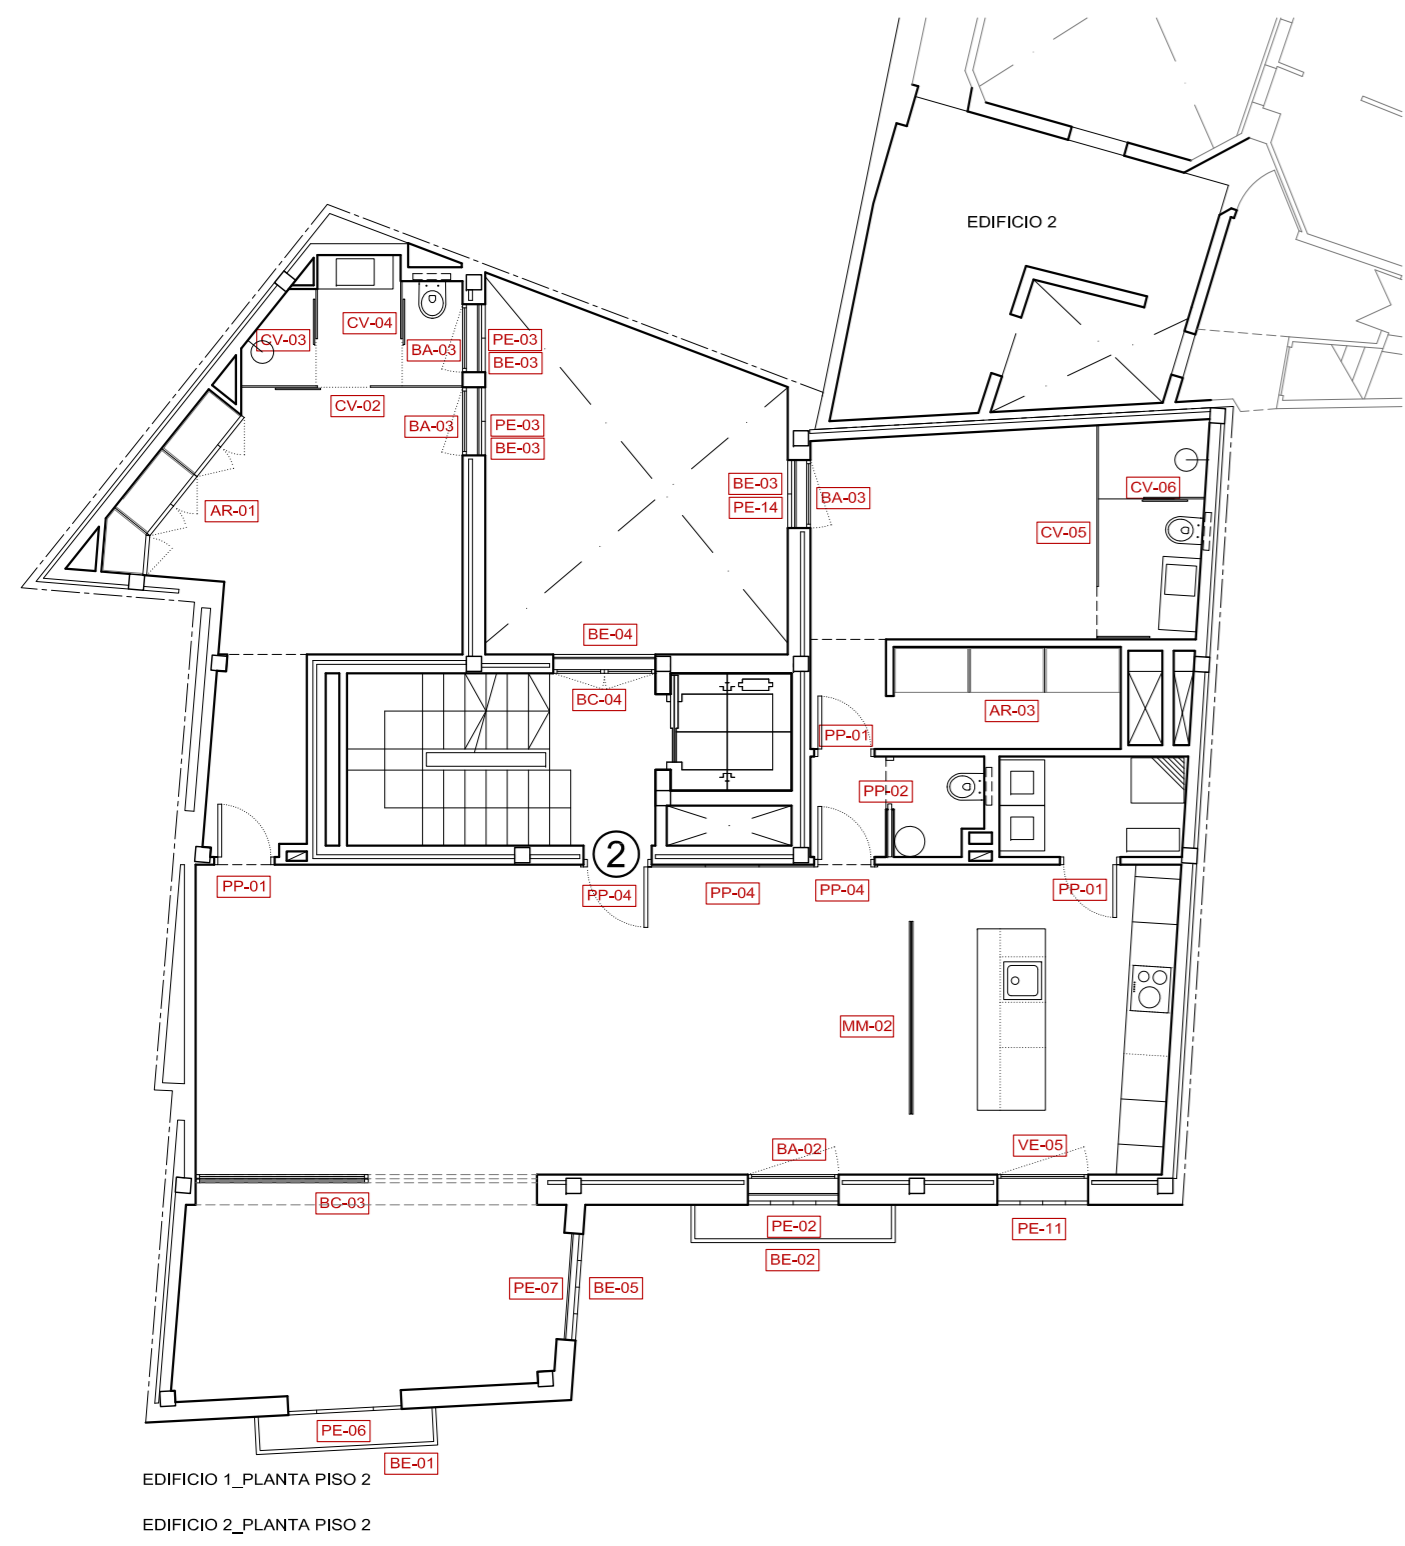 EDIFICIO 2
CV-04
CV-03
BA-03
PE-03
BE-03
CV-02
BA-03
PE-03
BE-03
BE-03
PE-14
BA-03
CV-06
CV-05
AR-01
BE-04
BC-04
AR-03
PP-01
PP-02
2
PP-01
PP-04
PP-04
PP-04
PP-01
MM-02
BA-02
VE-05
BC-03
PE-02
PE-11
BE-02
PE-07
BE-05
PE-06
BE-01
EDIFICIO 1_PLANTA PISO 2
EDIFICIO 2_PLANTA PISO 2